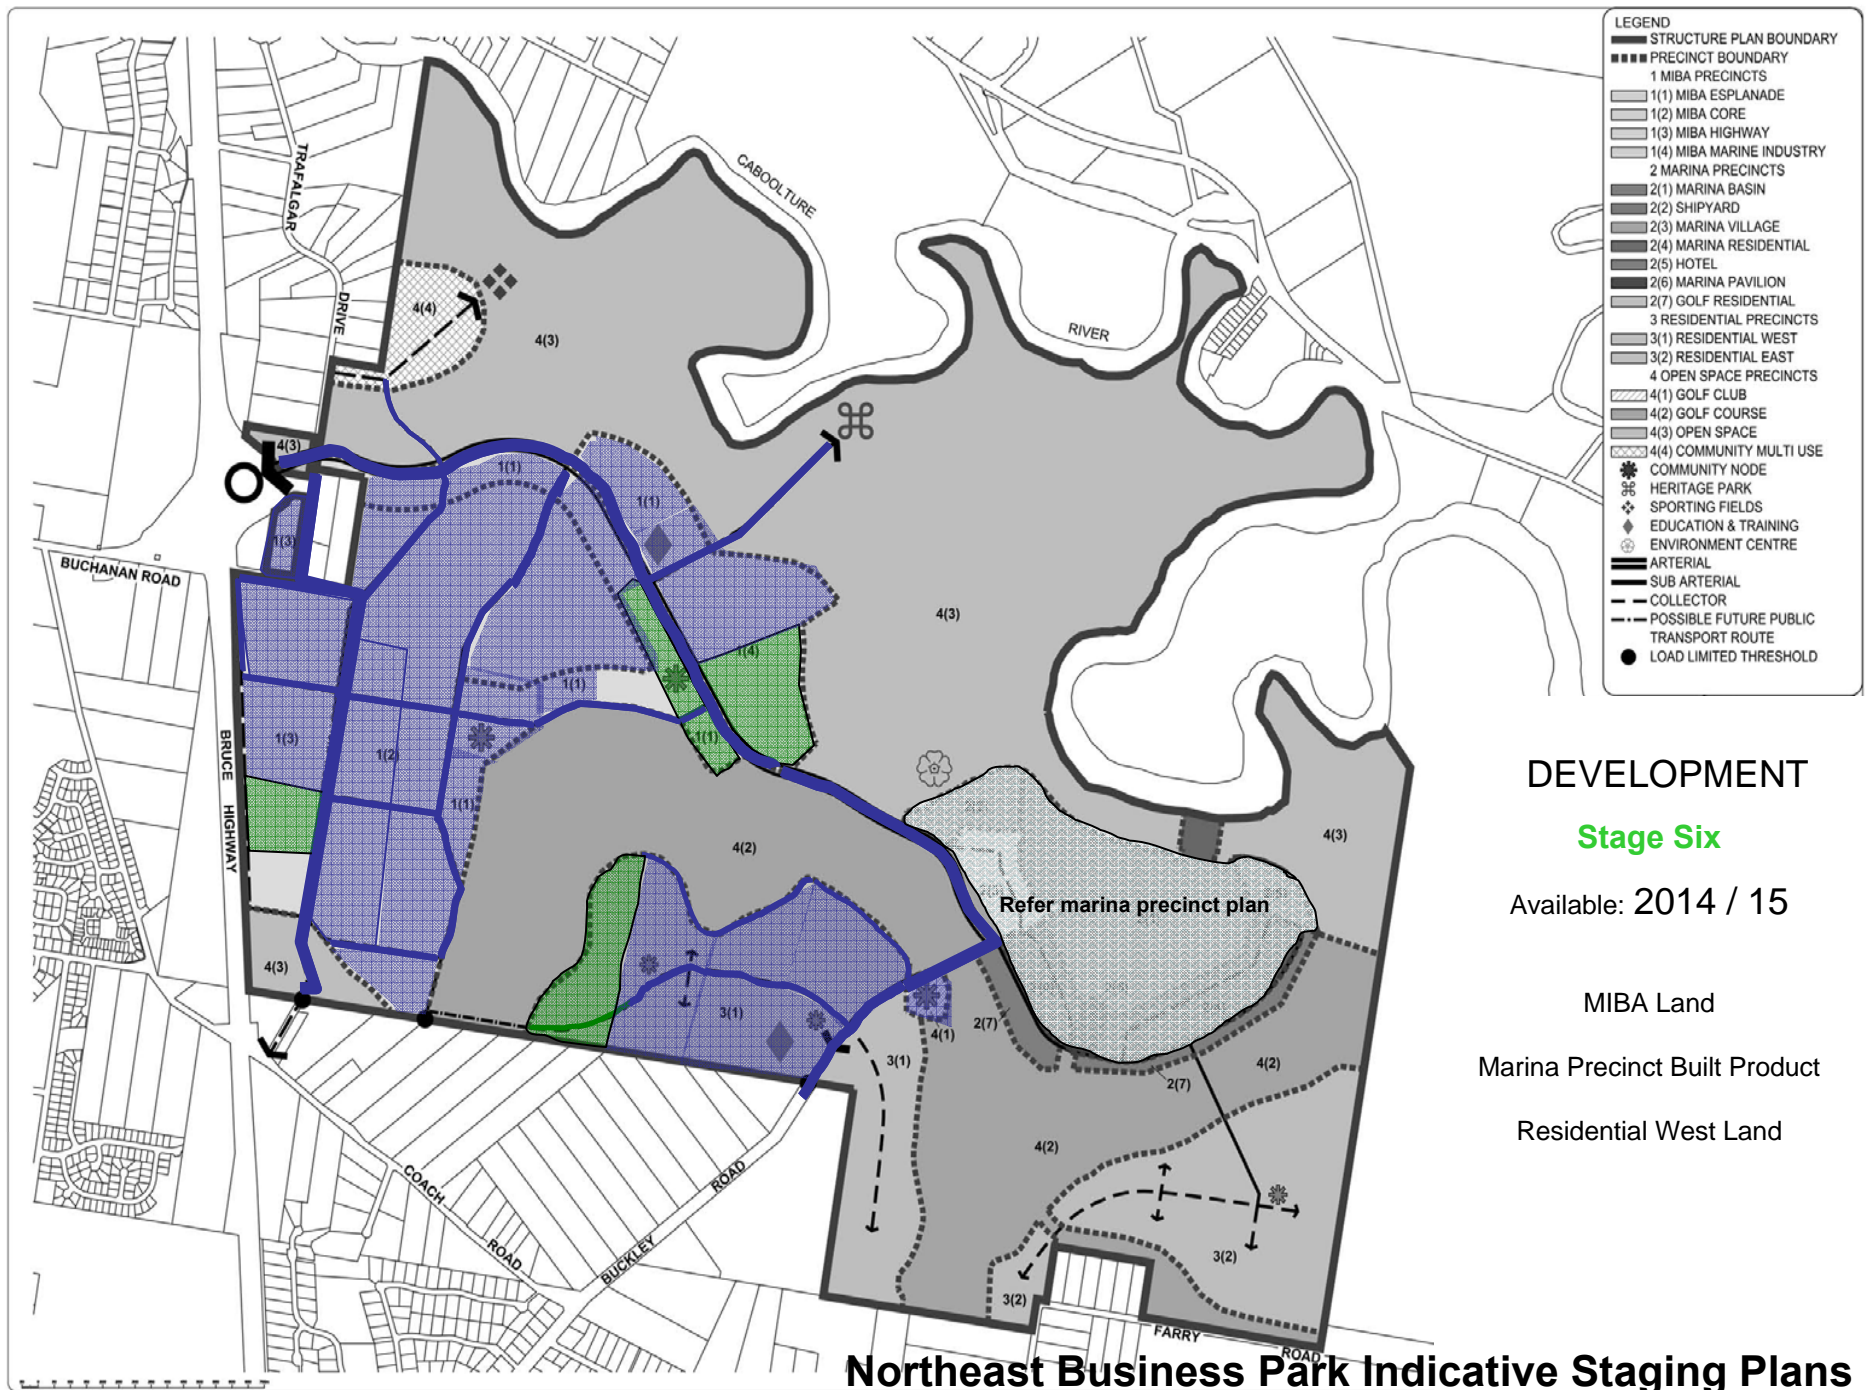 LEGEND
STRUCTURE PLAN BOUNDARY
PRECINCT BOUNDARY
1 MIBA PRECINCTS
1(1) MIBA ESPLANADE
1(2) MIBA CORE
1(3) MIBA HIGHWAY
1(4) MIBA MARINE INDUSTRY
2 MARINA PRECINCTS
2(1) MARINA BASIN
2(2) SHIPYARD
2(3) MARINA VILLAGE
2(4) MARINA RESIDENTIAL
2(5) HOTEL
2(6) MARINA PAVILION
2(7) GOLF RESIDENTIAL
3 RESIDENTIAL PRECINCTS
3(1) RESIDENTIAL WEST
3(2) RESIDENTIAL EAST
4 OPEN SPACE PRECINCTS
4(1) GOLF CLUB
4(2) GOLF COURSE
4(3) OPEN SPACE
4(4) COMMUNITY MULTI USE
COMMUNITY NODE
HERITAGE PARK
SPORTING FIELDS
EDUCATION & TRAINING
ENVIRONMENT CENTRE
ARTERIAL
SUB ARTERIAL
COLLECTOR
POSSIBLE FUTURE PUBLIC
TRANSPORT ROUTE
LOAD LIMITED THRESHOLD
TRAFALGAR
DRIVE
CABOOLTURE
RIVER
4(4)
4(3)
4(3)
1(1)
1(1)
1(3)
BUCHANAN ROAD
4(3)
1(4)
1(1)
1(3)
1(2)
1(1)
1(1)
BRUCE HIGHWAY
4(2)
4(3)
Refer marina precinct plan
4(3)
3(1)
4(1)
2(7)
3(1)
4(2)
2(7)
4(2)
3(2)
3(2)
COACH
ROAD
BUCKLEY
ROAD
FARRY
ROAD
DEVELOPMENT
Stage Six
Available: 2014 / 15
MIBA Land
Marina Precinct Built Product
Residential West Land
Northeast Business Park Indicative Staging Plans